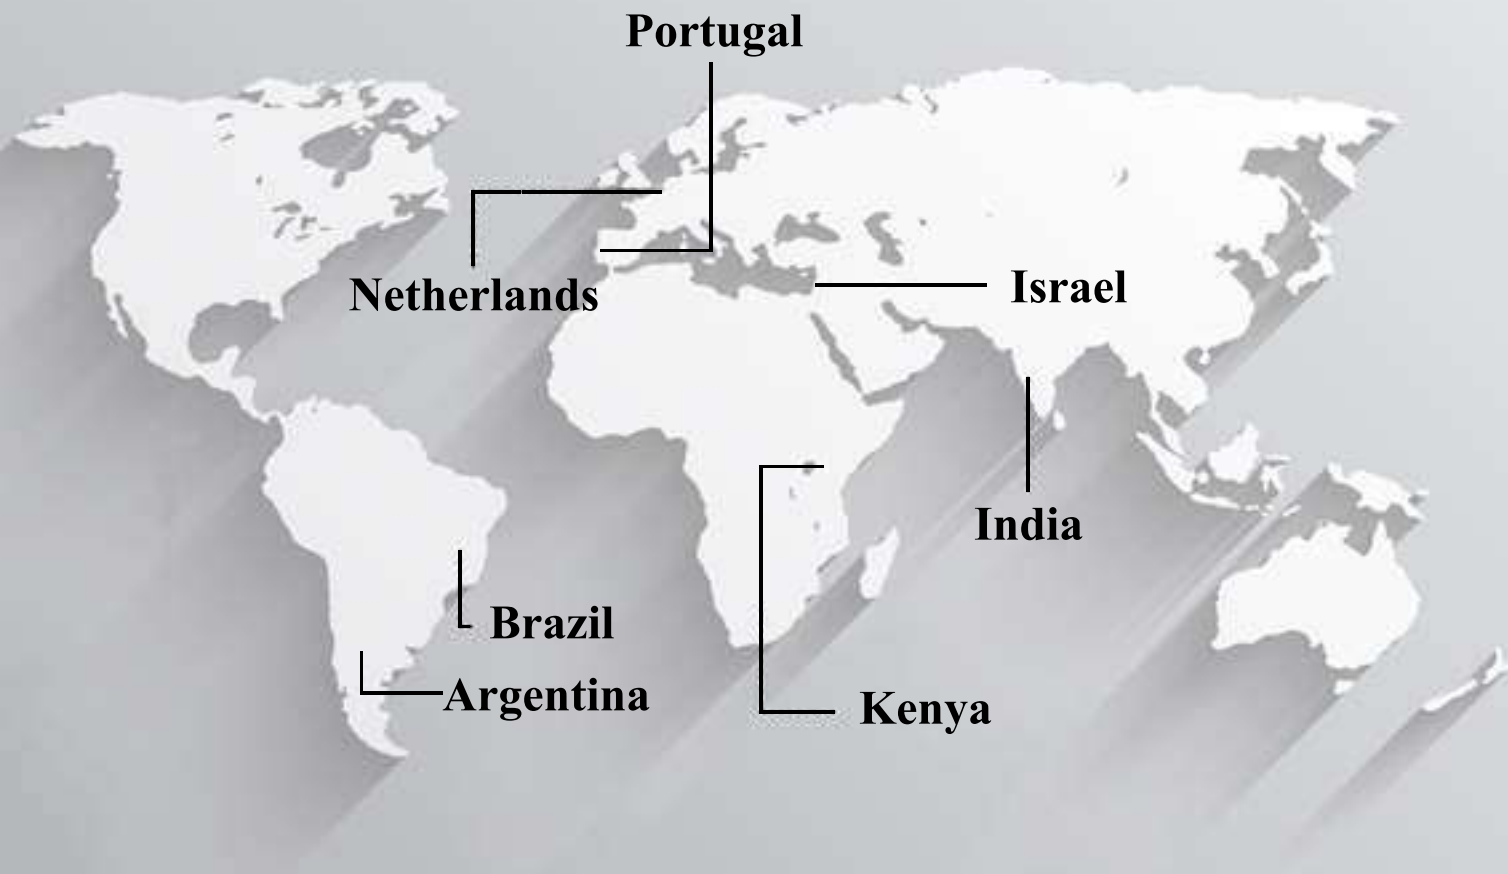 Portugal
Netherlands
Israel
India
Brazil
Argentina
Kenya